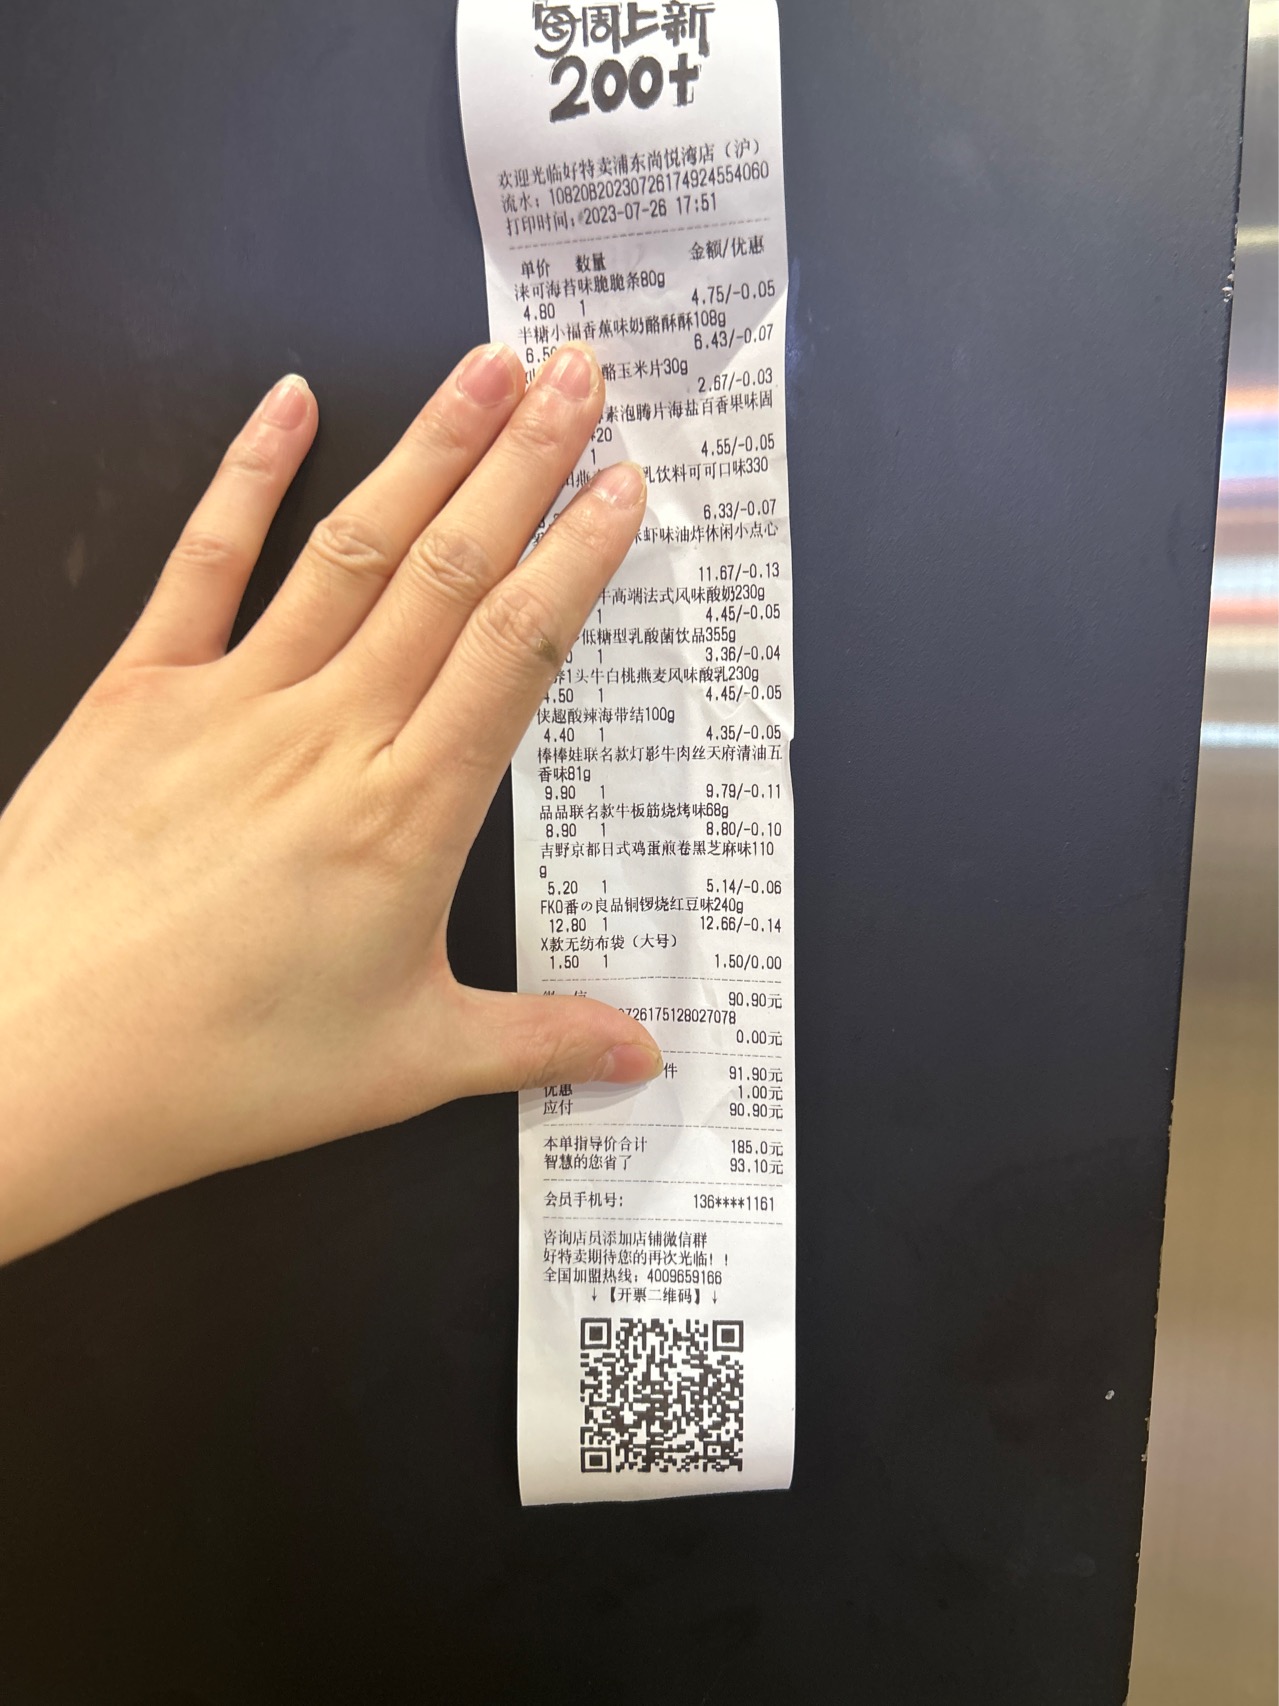 每周上新
200+
欢迎光临好特卖浦东尚悦湾店（沪）
流水：10820B20230726174924554060
打印时间：2023-07-26 17:51
单价 数量 金额/优惠
涞可海苔味脆脆条80g
4.80 1 4.75/-0.05
半糖小福香蕉味奶酪酥酥108g
6.50 6.43/-0.07
酪玉米片30g
2.67/-0.03
素泡腾片海盐百香果味固
*20
1 4.55/-0.05
乳饮料可可口味330
6.33/-0.07
虾味油炸休闲小点心
11.67/-0.13
牛高端法式风味酸奶230g
1 4.45/-0.05
低糖型乳酸菌饮品355g
0 1 3.36/-0.04
养1头牛白桃燕麦风味酸乳230g
4.50 1 4.45/-0.05
侠趣酸辣海带结100g
4.40 1 4.35/-0.05
棒棒娃联名款灯影牛肉丝天府清油五
香味81g
9.90 1 9.79/-0.11
品品联名款牛板筋烧烤味68g
8.90 1 8.80/-0.10
吉野京都日式鸡蛋煎卷黑芝麻味110
g
5.20 1 5.14/-0.06
FKO番の良品铜锣烧红豆味240g
12.80 1 12.66/-0.14
X款无纺布袋（大号）
1.50 1 1.50/0.00
90.90元
726175128027078
0.00元
件 91.90元
优惠 1.00元
应付 90.90元
本单指导价合计 185.0元
智慧的您省了 93.10元
会员手机号： 136****1161
咨询店员添加店铺微信群
好特卖期待您的再次光临！！
全国加盟热线：4009659166
↓【开票二维码】↓